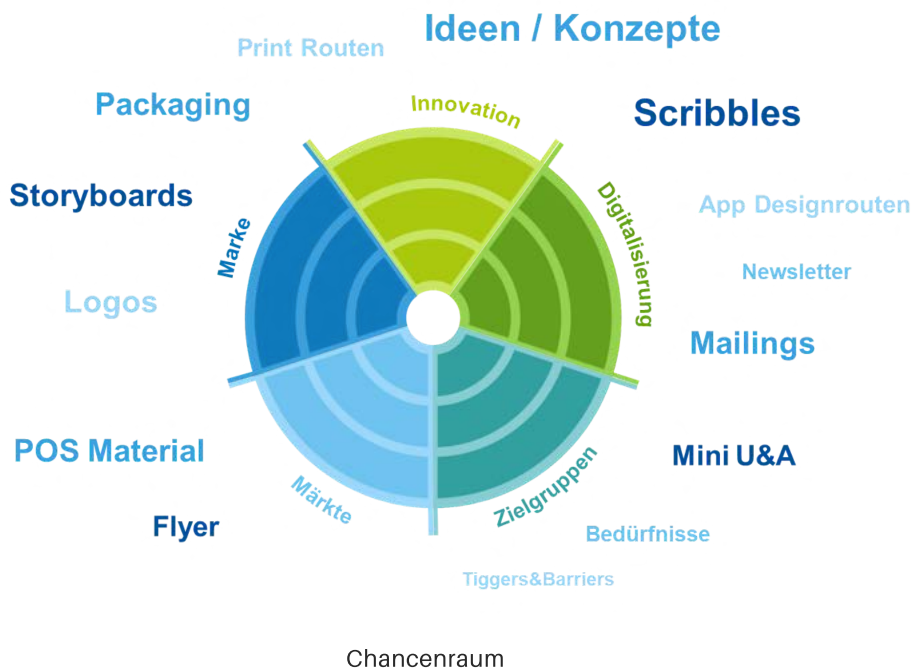 Ideen / Konzepte
Print Routen
Packaging
Innovation
Scribbles
Storyboards
Marke
Digitalisierung
App Designrouten
Newsletter
Logos
Mailings
POS Material
Märkte
Zielgruppen
Mini U&A
Flyer
Bedürfnisse
Tiggers&Barriers
Chancenraum